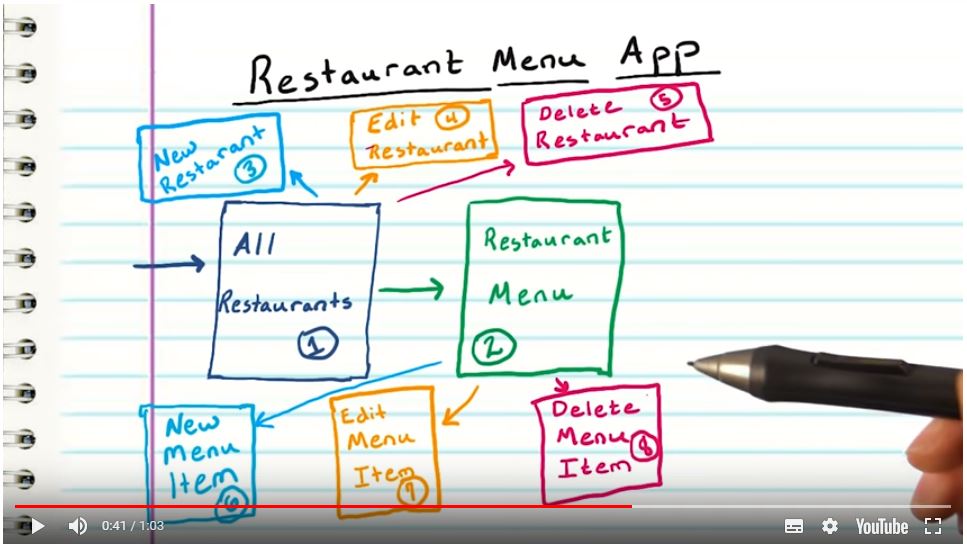 Restaurant Menu App
New
Restarant
3
Edit 4
Restaurant
Delete 5
Restaurant
All
Restaurants
1
Restaurant
Menu
2
New
Menu
Item
6
Edit
Menu
Item
7
Delete
Menu 8
Item
0:41 / 1:03
YouTube